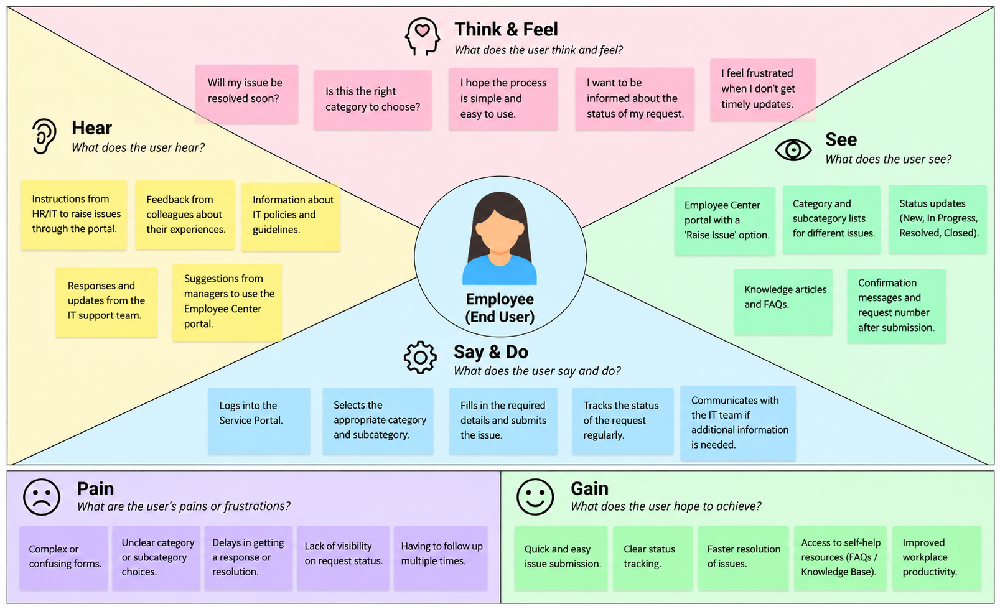 Think & Feel
What does the user think and feel?
Will my issue be
resolved soon?
Is this the right
category to choose?
I hope the process
is simple and
easy to use.
I want to be
informed about the
status of my request.
I feel frustrated
when I don't get
timely updates.
Hear
What does the user hear?
Instructions from
HR/IT to raise issues
through the portal.
Feedback from
colleagues about
their experiences.
Information about
IT policies and
guidelines.
Responses and
updates from the
IT support team.
Suggestions from
managers to use the
Employee Center
portal.
Employee
(End User)
See
What does the user see?
Employee Center
portal with a
'Raise Issue' option.
Category and
subcategory lists
for different issues.
Status updates
(New, In Progress,
Resolved, Closed).
Knowledge articles
and FAQs.
Confirmation
messages and
request number
after submission.
Say & Do
What does the user say and do?
Logs into the
Service Portal.
Selects the
appropriate category
and subcategory.
Fills in the required
details and submits
the issue.
Tracks the status
of the request
regularly.
Communicates with
the IT team if
additional information
is needed.
Pain
What are the user's pains or frustrations?
Complex or
confusing forms.
Unclear category
or subcategory
choices.
Delays in getting
a response or
resolution.
Lack of visibility
on request status.
Having to follow up
multiple times.
Gain
What does the user hope to achieve?
Quick and easy
issue submission.
Clear status
tracking.
Faster resolution
of issues.
Access to self-help
resources (FAQs /
Knowledge Base).
Improved
workplace
productivity.